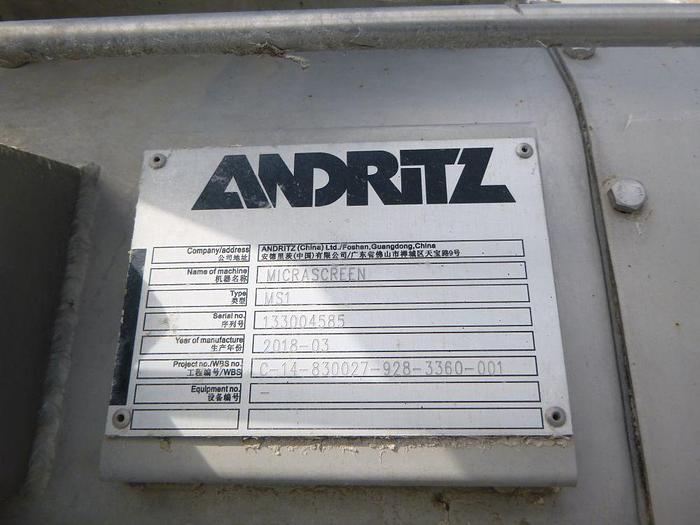 ANDRITZ
Company/address ANDRITZ (China) Ltd./Foshan,Guangdong,China
公司地址 安德里茨(中国)有限公司/广东省佛山市禅城区天宝路9号
Name of machine MICRASCREEN
机器名称
Type MS1
类型
Serial no. 133004585
序列号
Year of manufacture 2018-03
生产年份
Project no./WBS no. C-14-830027-928-3360-001
工程编号/WBS
Equipment no. -
设备编号